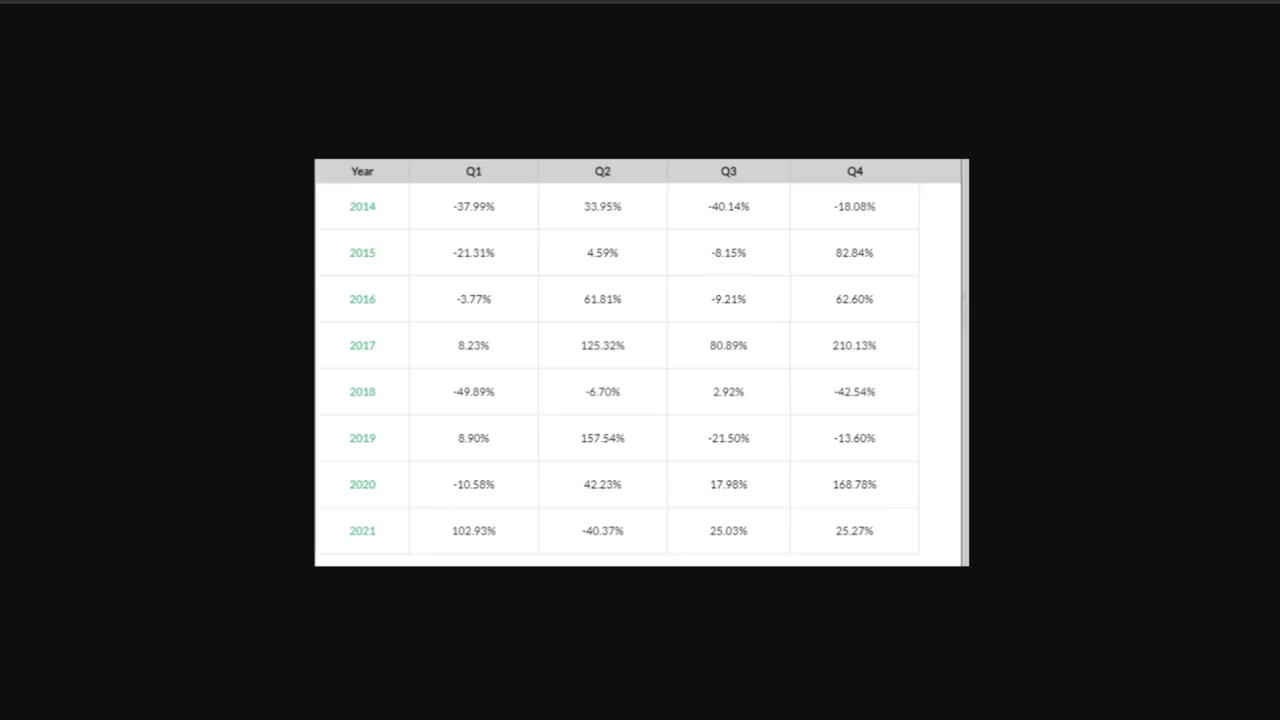 Year Q1 Q2 Q3 Q4
2014 -37.99% 33.95% -40.14% -18.08%
2015 -21.31% 4.59% -8.15% 82.84%
2016 -3.77% 61.81% -9.21% 62.60%
2017 8.23% 125.32% 80.89% 210.13%
2018 -49.89% -6.70% 2.92% -42.54%
2019 8.90% 157.54% -21.50% -13.60%
2020 -10.58% 42.23% 17.98% 168.78%
2021 102.93% -40.37% 25.03% 25.27%